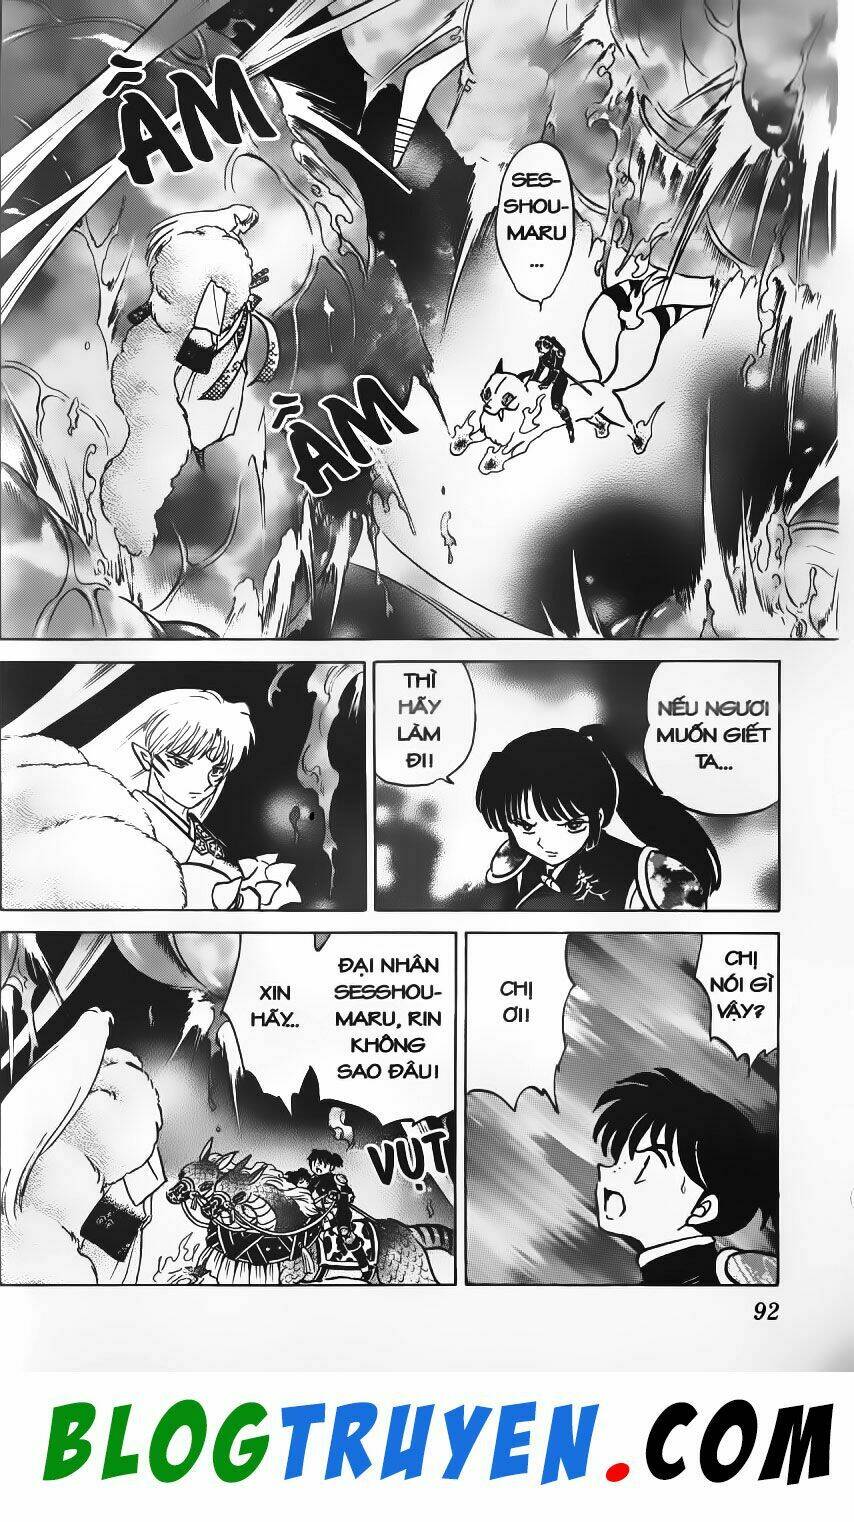 ẦM
SES-
SHOU-
MARU
...
ẦM
NẾU NGƯƠI
MUỐN GIẾT
TA...
THÌ
HÃY
LÀM
ĐI!
CHỊ
NÓI GÌ
VẬY?
CHỊ
ƠI!
ĐẠI NHÂN
SESSHOU-
MARU, RIN
KHÔNG
SAO ĐÂU!
XIN
HÃY...
VỤT
92
BLOGTRUYEN.COM